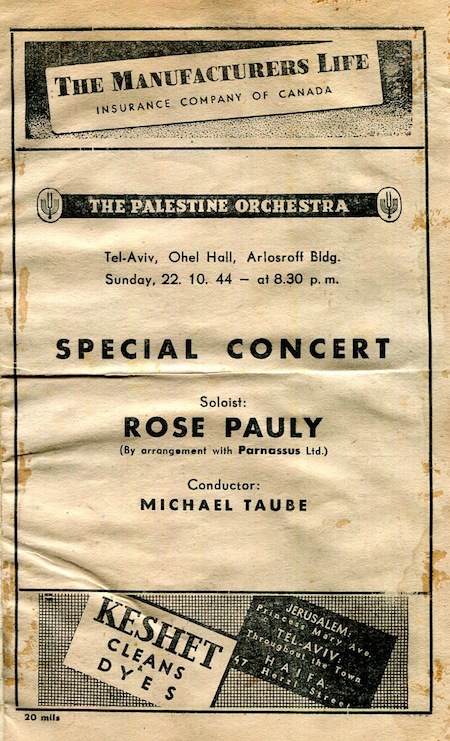 THE MANUFACTURERS LIFE
INSURANCE COMPANY OF CANADA
THE PALESTINE ORCHESTRA
Tel-Aviv, Ohel Hall, Arlosroff Bldg.
Sunday, 22. 10. 44 – at 8.30 p. m.
SPECIAL CONCERT
Soloist:
ROSE PAULY
(By arrangement with Parnassus Ltd.)
Conductor:
MICHAEL TAUBE
KESHET
CLEANS
DYES
JERUSALEM:
Princess Mary Ave.
TEL-AVIV
Throughout the Town
HAIFA
47 Herzl Street
20 mils